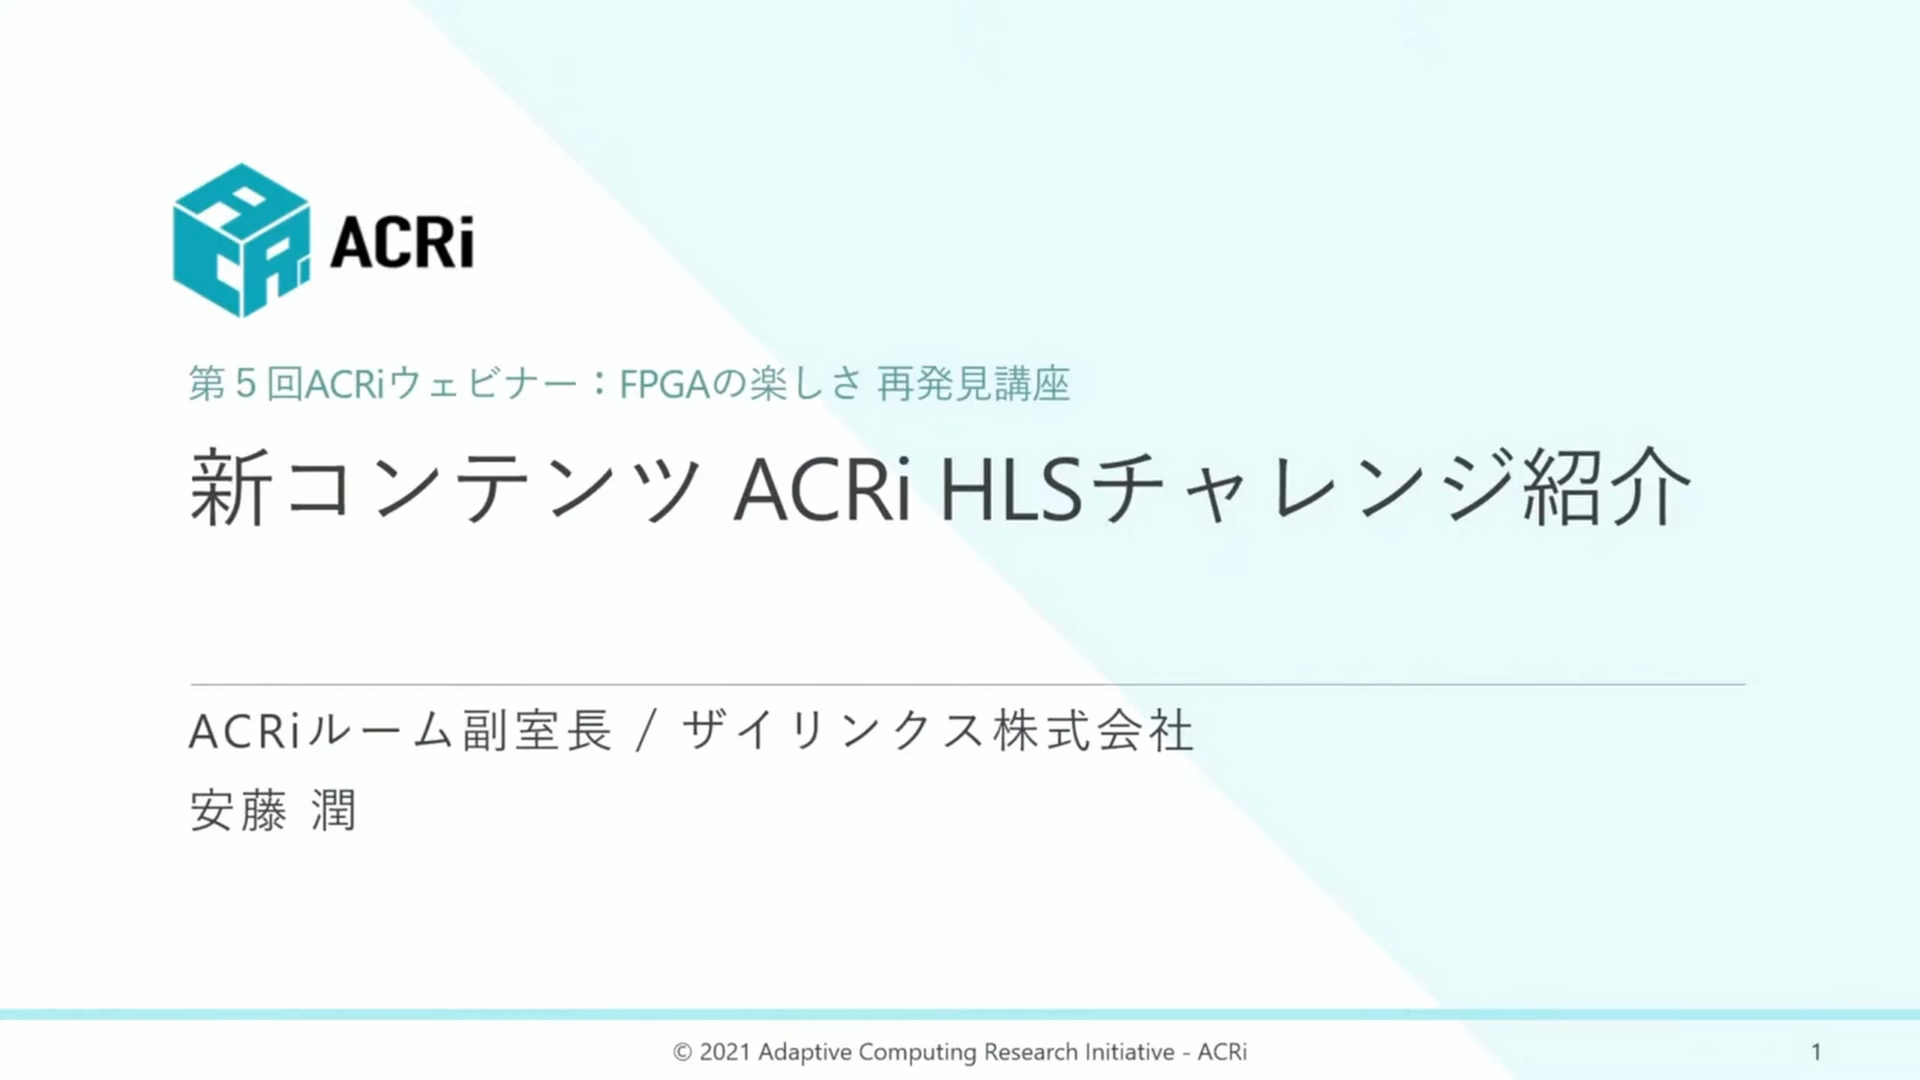 ACRi
ACRi
第５回ACRiウェビナー：FPGAの楽しさ 再発見講座
新コンテンツ ACRi HLSチャレンジ紹介
ACRiルーム副室長 / ザイリンクス株式会社
安藤 潤
© 2021 Adaptive Computing Research Initiative - ACRi
1